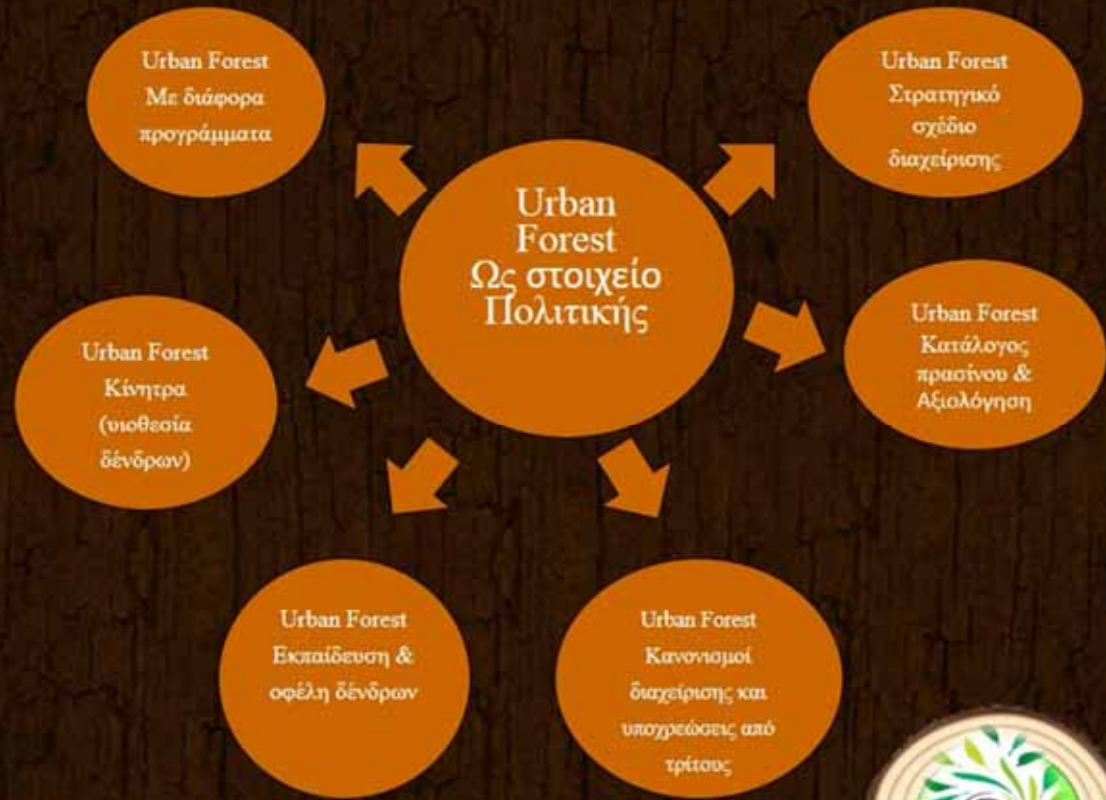 Urban Forest
Με διάφορα
προγράμματα
Urban Forest
Στρατηγικό
σχέδιο
διαχείρισης
Urban
Forest
Ως στοιχείο
Πολιτικής
Urban Forest
Κατάλογος
πρασίνου &
Αξιολόγηση
Urban Forest
Κίνητρα
(υιοθεσία
δένδρων)
Urban Forest
Εκπαίδευση &
οφέλη δένδρων
Urban Forest
Κανονισμοί
διαχείρισης και
υποχρεώσεις από
τρίτους